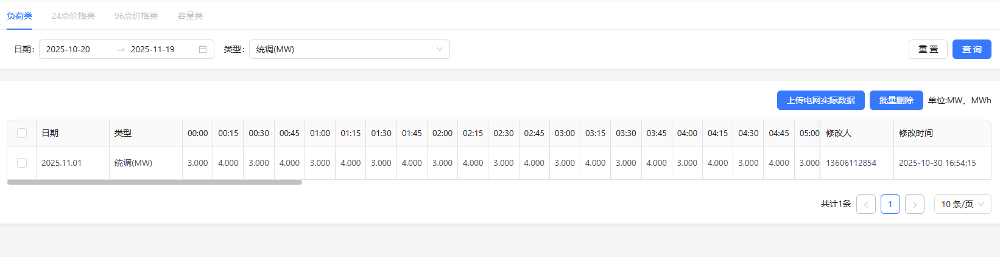 负荷类 24点价格类 96点价格类 容量类
日期: 2025-10-20 → 2025-11-19 类型: 统调(MW) 重 置 查 询
上传电网实际数据 批量删除 单位:MW、MWh
日期 类型 00:00 00:15 00:30 00:45 01:00 01:15 01:30 01:45 02:00 02:15 02:30 02:45 03:00 03:15 03:30 03:45 04:00 04:15 04:30 04:45 05:00 修改人 修改时间
2025.11.01 统调(MW) 3.000 4.000 3.000 4.000 3.000 4.000 3.000 4.000 3.000 4.000 3.000 4.000 3.000 4.000 3.000 4.000 3.000 4.000 3.000 4.000 3.000 13606112854 2025-10-30 16:54:15
共计1条 < 1 > 10 条/页